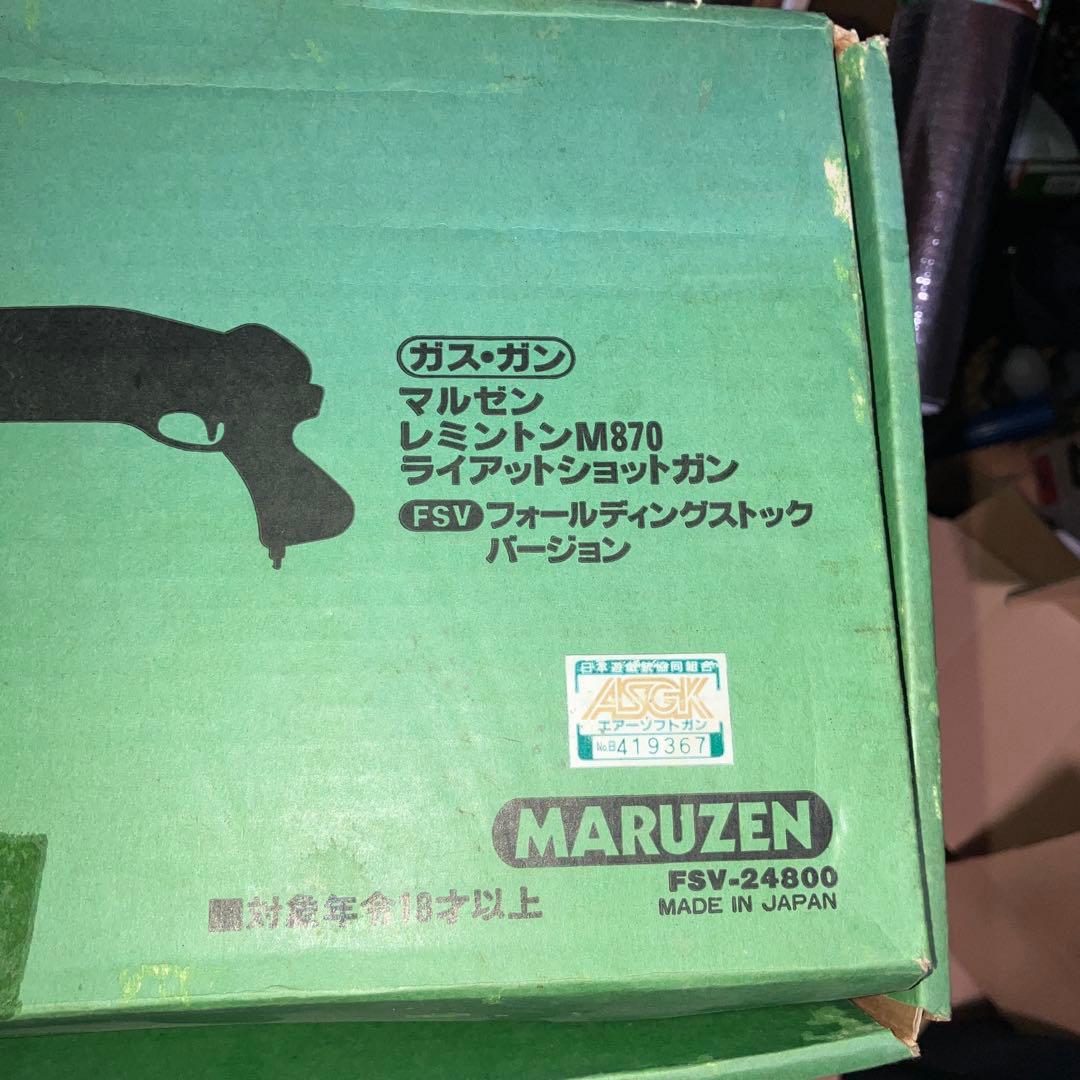 ガス・ガン
マルゼン
レミントンM870
ライアットショットガン
FSV フォールディングストック
バージョン
日本遊戯銃協同組合
ASGK
エアーソフトガン
No.B 419367
MARUZEN
FSV-24800
MADE IN JAPAN
■対象年令18才以上